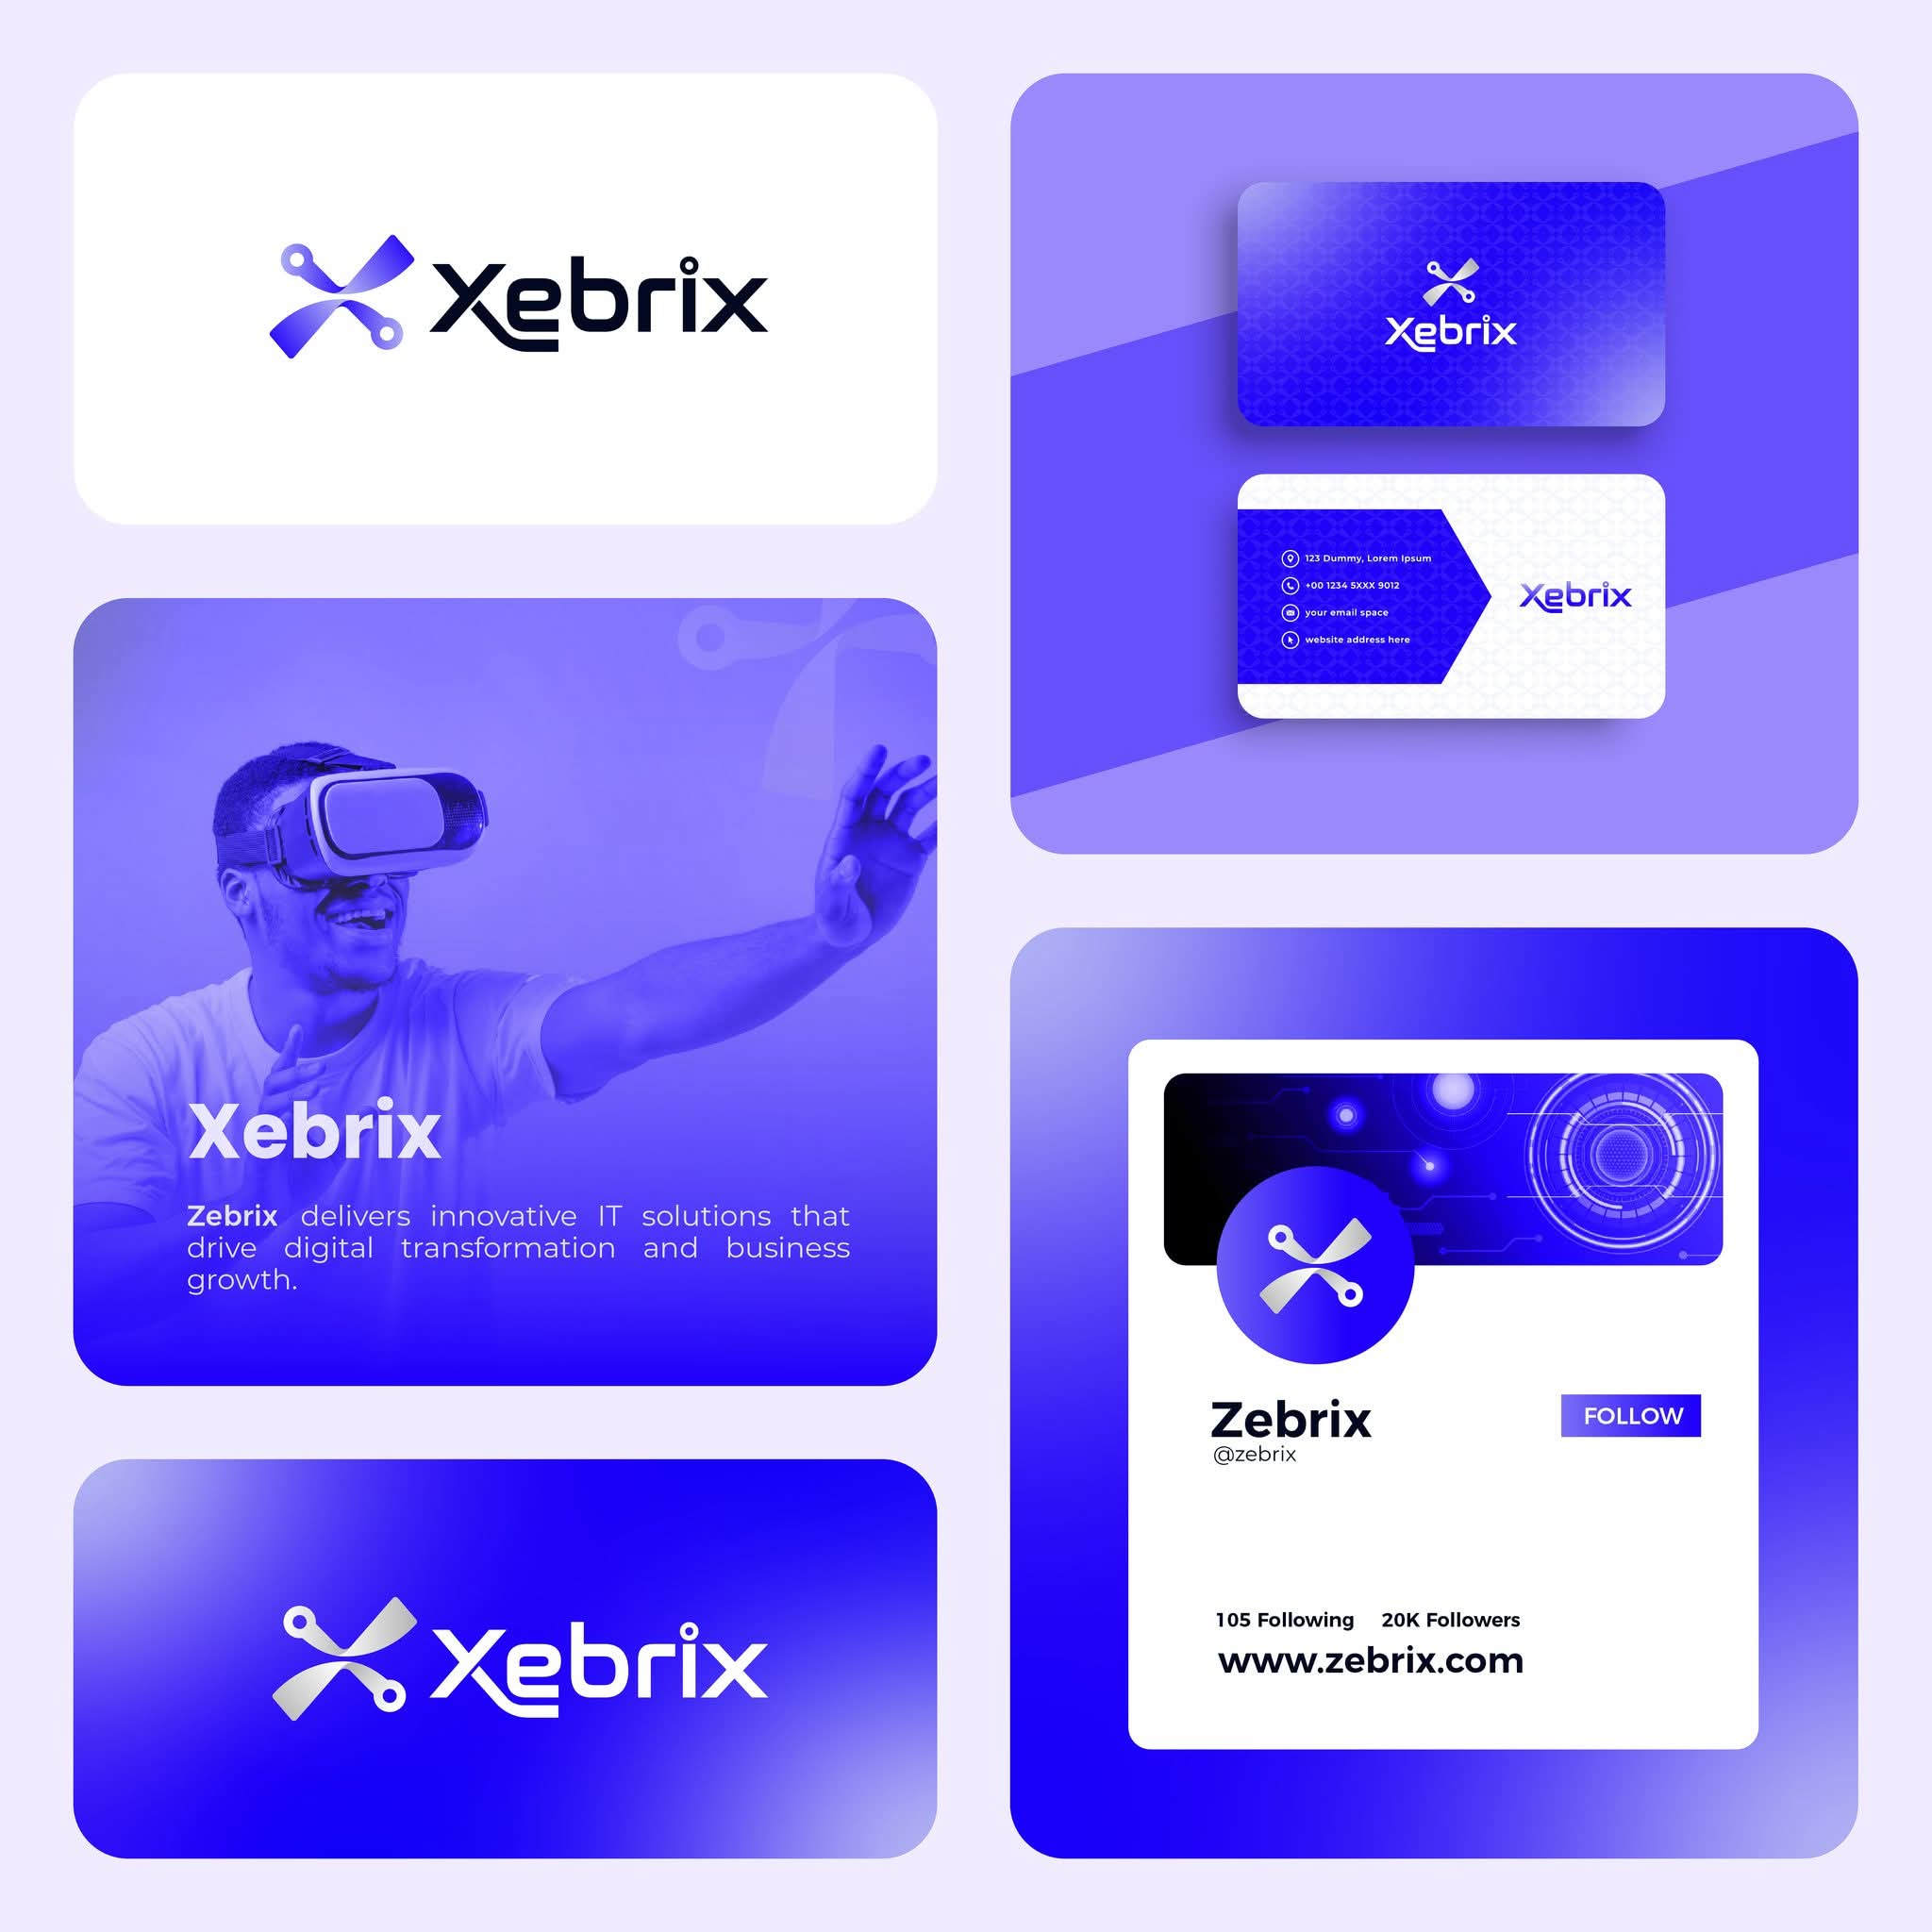 Xebrix
Xebrix
Zebrix delivers innovative IT solutions that
drive digital transformation and business
growth.
Xebrix
Xebrix
123 Dummy, Lorem Ipsum
+00 1234 5XXX 9012
your email space
website address here
Xebrix
Zebrix
@zebrix
FOLLOW
105 Following 20K Followers
www.zebrix.com